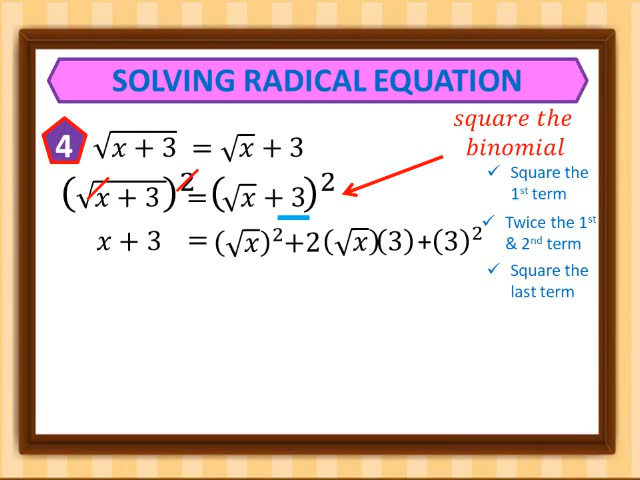 SOLVING RADICAL EQUATION
square the
binomial
4 √(x + 3) = √x + 3
(√(x + 3))² = (√x + 3)²
x + 3 = (√x)² + 2(√x)(3) + (3)²
✓ Square the
1st term
✓ Twice the 1st
& 2nd term
✓ Square the
last term